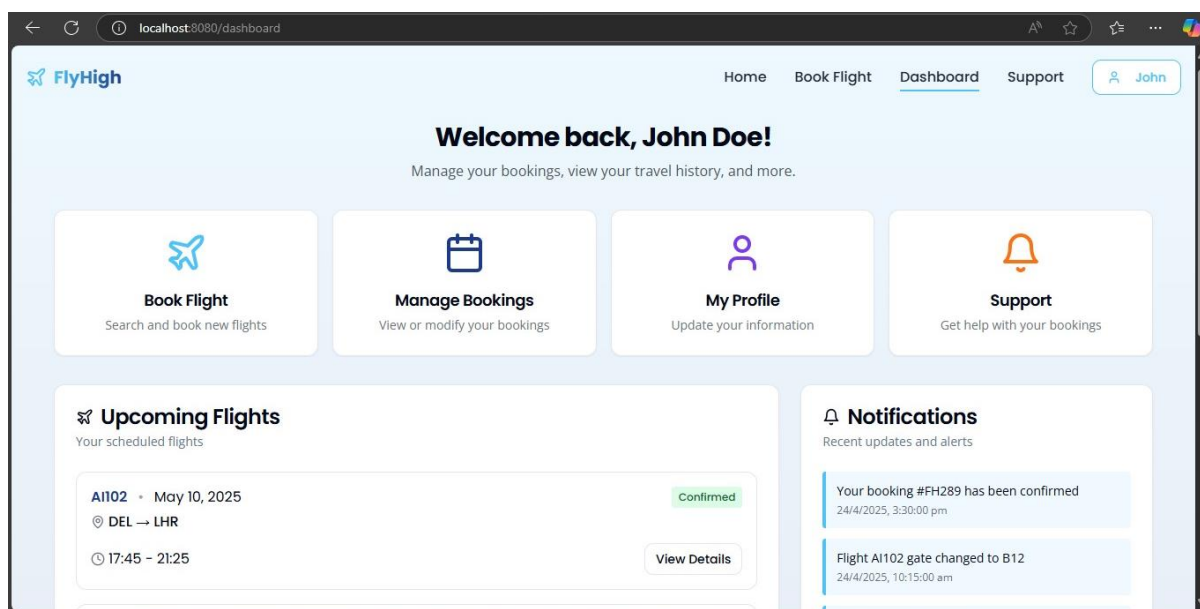 localhost:8080/dashboard
FlyHigh
Home
Book Flight
Dashboard
Support
John
Welcome back, John Doe!
Manage your bookings, view your travel history, and more.
Book Flight
Search and book new flights
Manage Bookings
View or modify your bookings
My Profile
Update your information
Support
Get help with your bookings
Upcoming Flights
Your scheduled flights
AI102 • May 10, 2025
Confirmed
DEL → LHR
17:45 - 21:25
View Details
Notifications
Recent updates and alerts
Your booking #FH289 has been confirmed
24/4/2025, 3:30:00 pm
Flight AI102 gate changed to B12
24/4/2025, 10:15:00 am